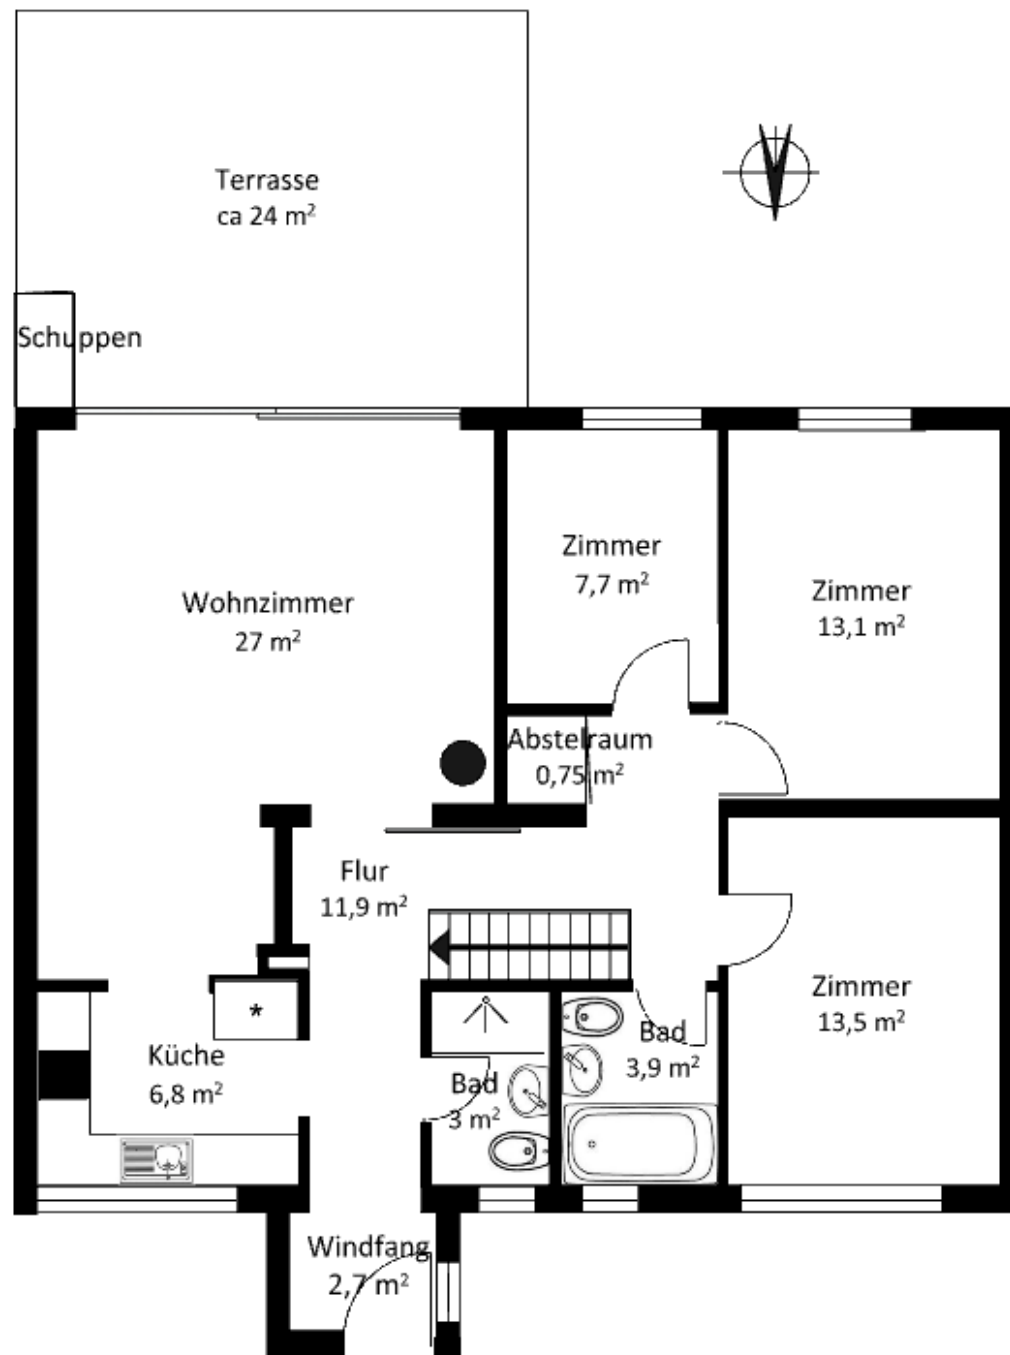 Terrasse
ca 24 m²
Schuppen
Zimmer
7,7 m²
Zimmer
13,1 m²
Wohnzimmer
27 m²
Abstelraum
0,75 m²
Flur
11,9 m²
Zimmer
13,5 m²
*
Küche
6,8 m²
Bad
3 m²
Bad
3,9 m²
Windfang
2,7 m²